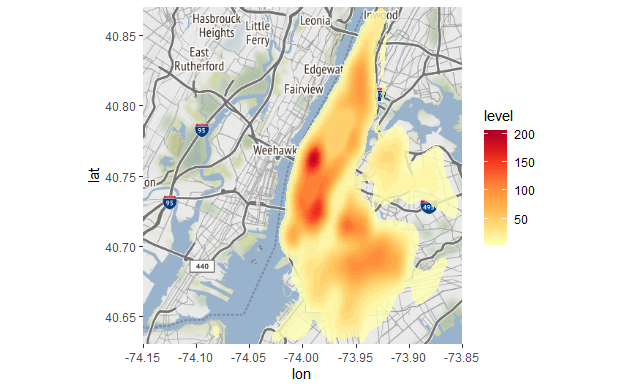 Hasbrouck
Heights
Little
Ferry
Leonia
Inwood
East
Rutherford
Edgewat
Fairview
95
Weehawk
on
95
495
440
40.85
40.80
40.75
40.70
40.65
lat
-74.15
-74.10
-74.05
-74.00
-73.95
-73.90
-73.85
lon
level
200
150
100
50